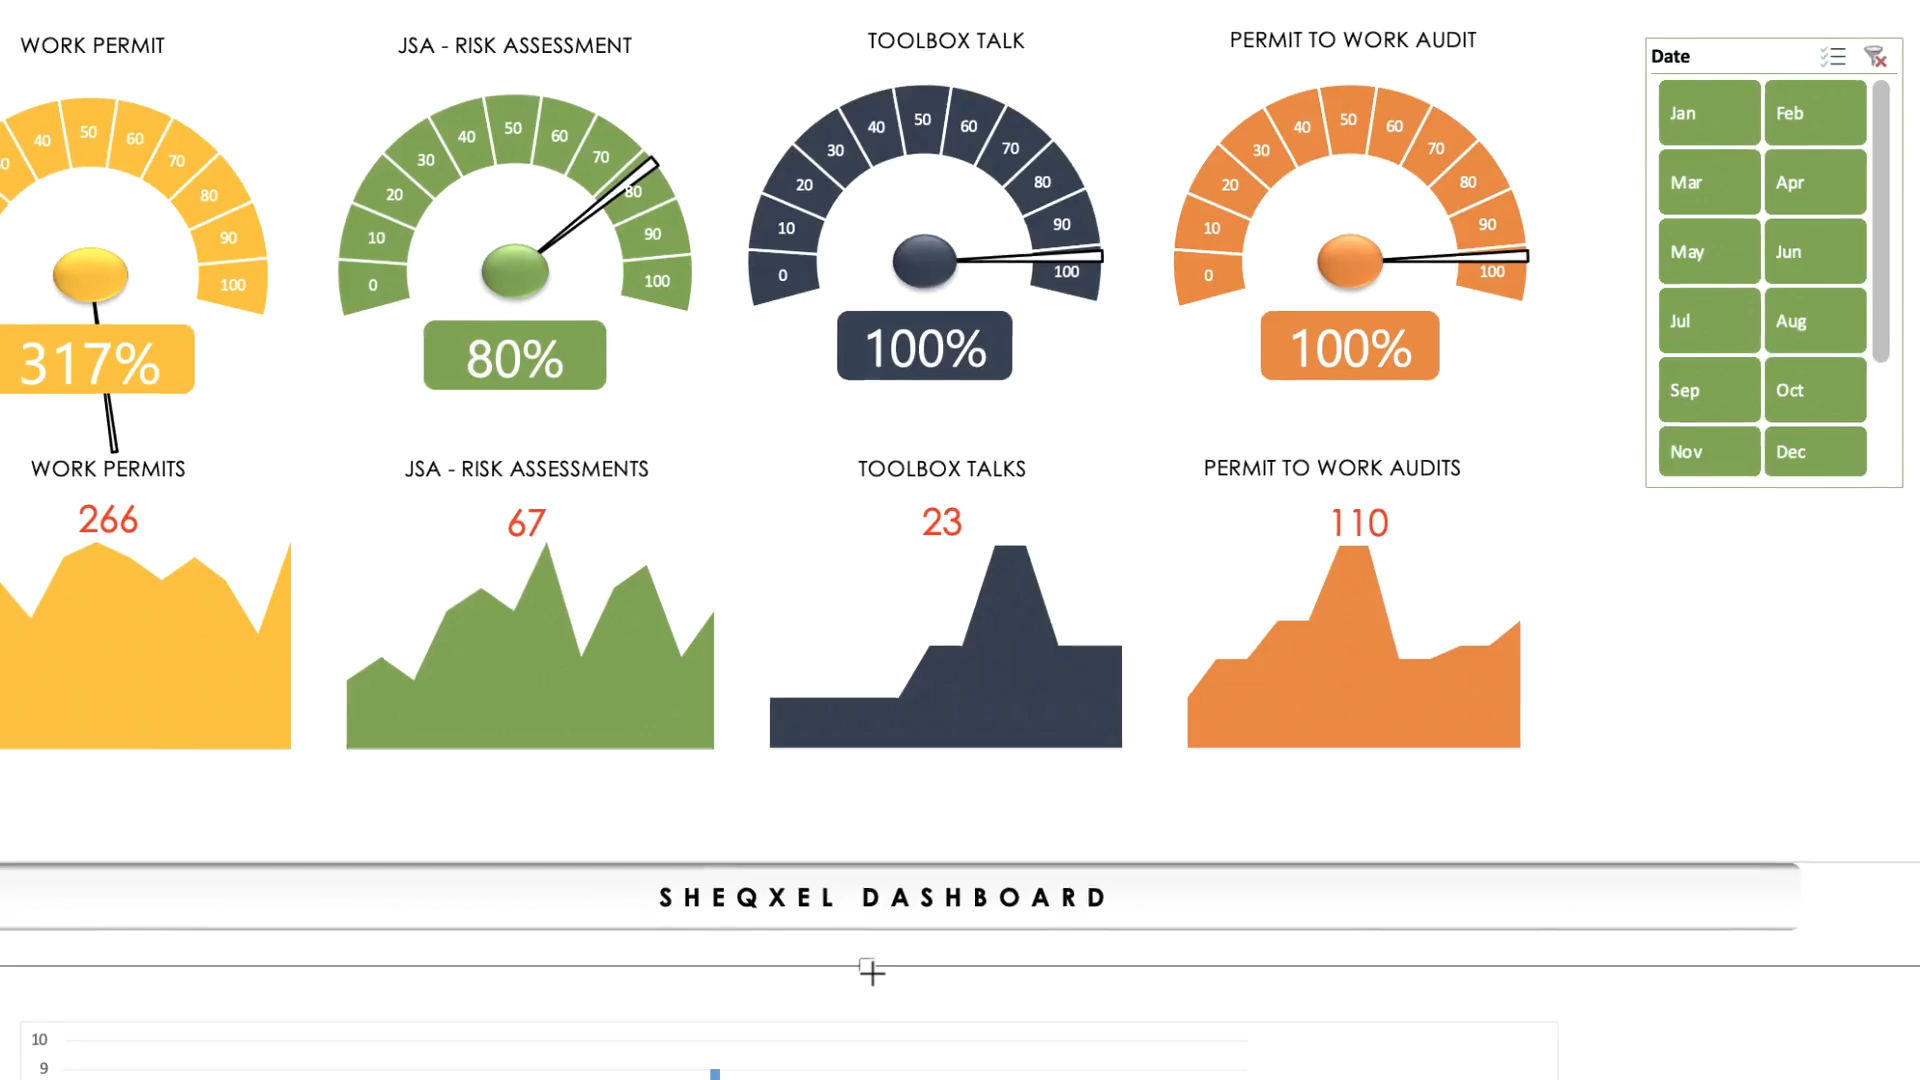 WORK PERMIT
JSA - RISK ASSESSMENT
TOOLBOX TALK
PERMIT TO WORK AUDIT
40 50 60 70 80 90 100
0 10 20 30 40 50 60 70 80 90 100
0 10 20 30 40 50 60 70 80 90 100
0 10 20 30 40 50 60 70 80 90 100
317%
80%
100%
100%
Date
Jan Feb
Mar Apr
May Jun
Jul Aug
Sep Oct
Nov Dec
WORK PERMITS
266
JSA - RISK ASSESSMENTS
67
TOOLBOX TALKS
23
PERMIT TO WORK AUDITS
110
SHEQXEL DASHBOARD
10
9